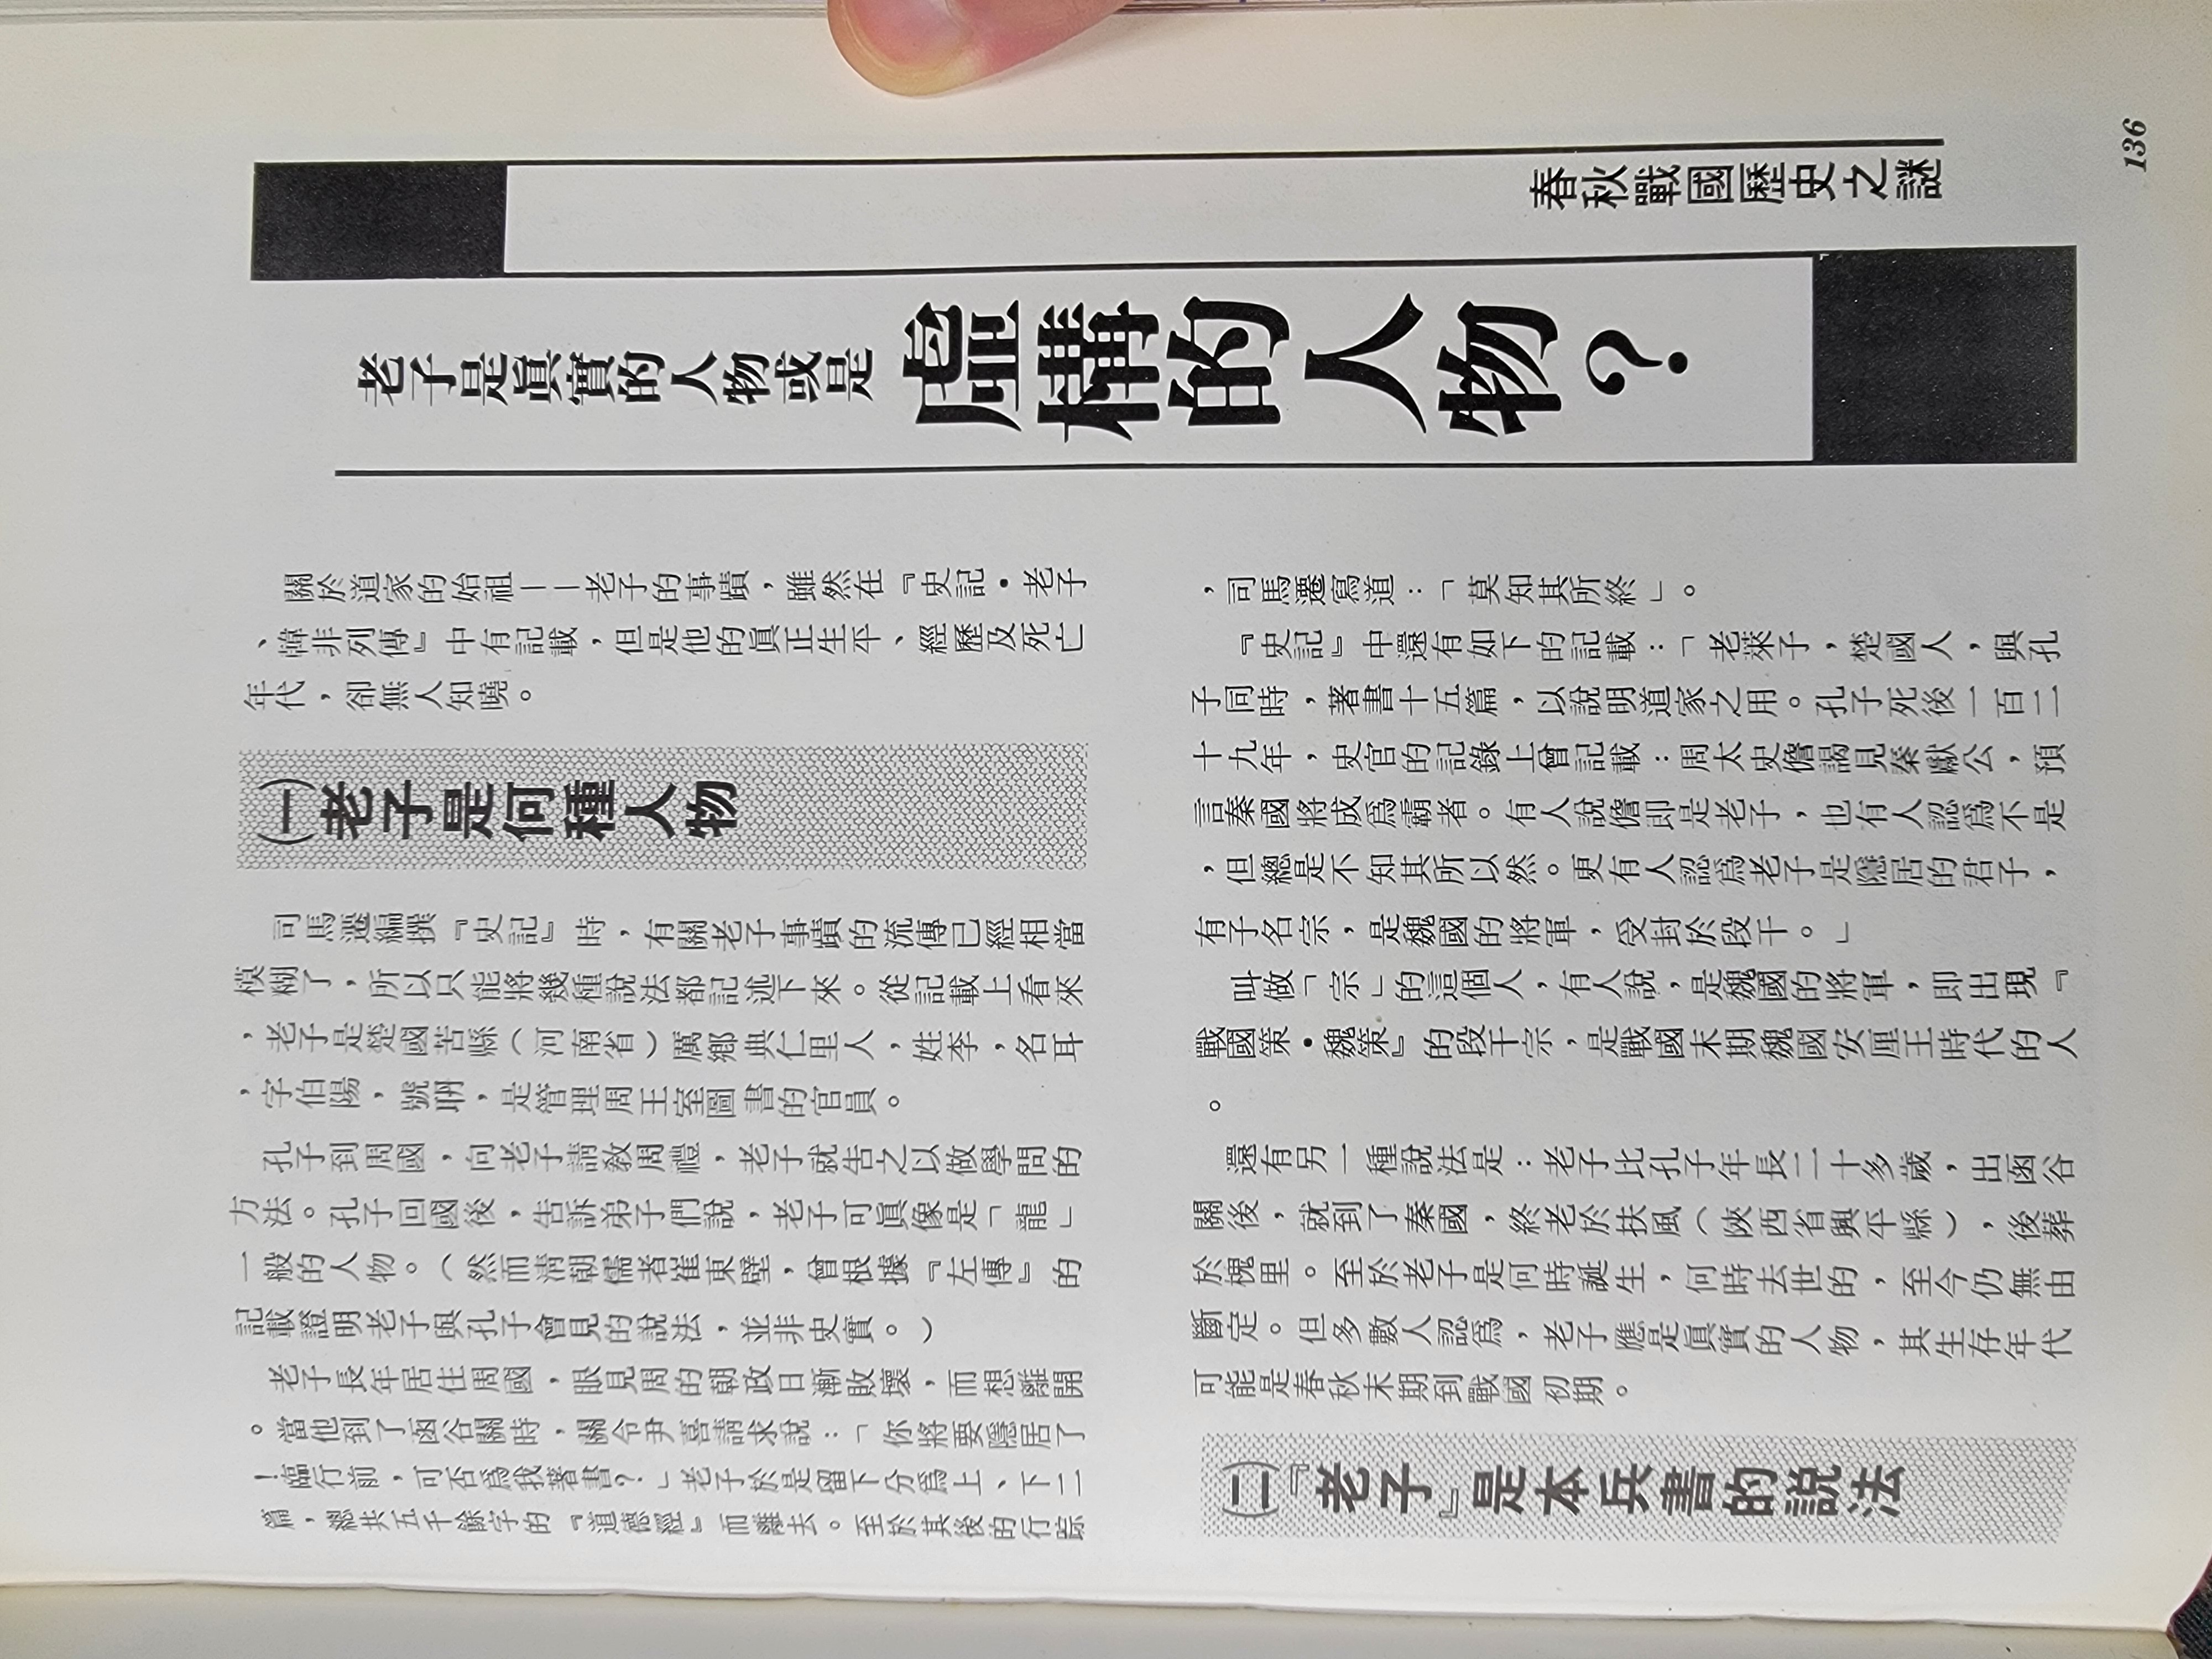 春秋戰國歷史之謎
老子是眞實的人物或是虛構的人物？
關於道家的始祖——老子的事蹟，雖然在『史記•老子
、韓非列傳』中有記載，但是他的眞正生平、經歷及死亡
年代，卻無人知曉。
㈠老子是何種人物
司馬遷編撰『史記』時，有關老子事蹟的流傳已經相當
模糊了，所以只能將幾種說法都記述下來。從記載上看來
，老子是楚國苦縣（河南省）厲鄕典仁里人，姓李，名耳
，字伯陽，號聃，是管理周王室圖書的官員。
孔子到周國，向老子請敎周禮，老子就吿之以做學問的
方法。孔子回國後，吿訴弟子們說，老子可眞像是「龍」
一般的人物。（然而淸朝儒者崔東壁，曾根據『左傳』的
記載證明老子與孔子會見的說法，並非史實。）
老子長年居住周國，眼見周的朝政日漸敗壞，而想離開
。當他到了函谷關時，關令尹喜請求說：「你將要隱居了
！臨行前，可否爲我著書？」老子於是留下分爲上、下二
篇，總共五千餘字的『道德經』而離去。至於其後的行踪
，司馬遷寫道：「莫知其所終」。
『史記』中還有如下的記載：「老萊子，楚國人，與孔
子同時，著書十五篇，以說明道家之用。孔子死後一百二
十九年，史官的記錄上曾記載：周太史儋謁見秦獻公，預
言秦國將成爲霸者。有人說儋即是老子，也有人認爲不是
，但總是不知其所以然。更有人認爲老子是隱居的君子，
有子名宗，是魏國的將軍，受封於段干。」
叫做「宗」的這個人，有人說，是魏國的將軍，即出現『
戰國策•魏策』的段干宗，是戰國末期魏國安厘王時代的人
。
還有另一種說法是：老子比孔子年長二十多歲，出函谷
關後，就到了秦國，終老於扶風（陝西省興平縣），後葬
於槐里。至於老子是何時誕生，何時去世的，至今仍無由
斷定。但多數人認爲，老子應是眞實的人物，其生存年代
可能是春秋末期到戰國初期。
㈡『老子』是本兵書的説法
136